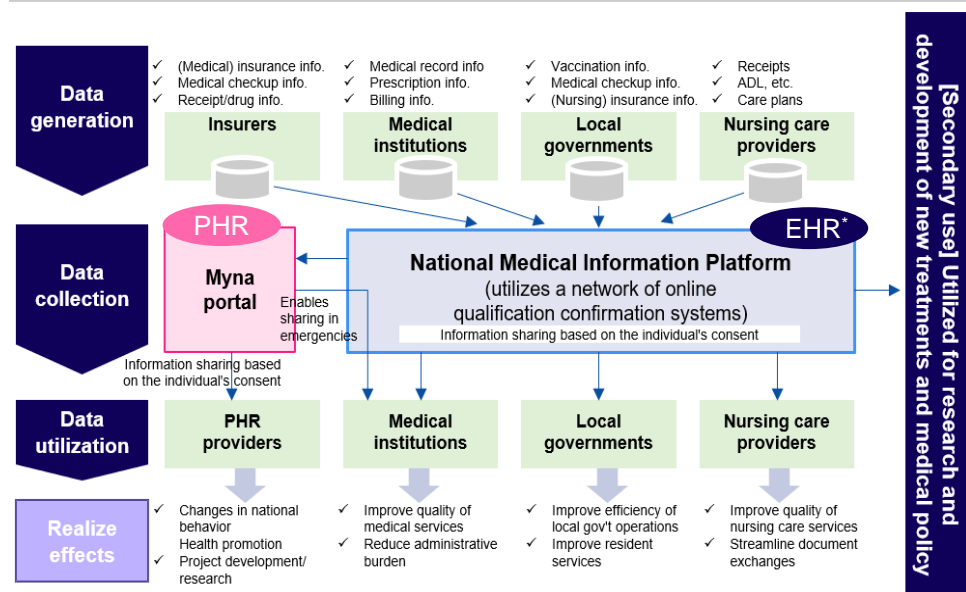 Data
generation
✓ (Medical) insurance info.
✓ Medical checkup info.
✓ Receipt/drug info.
Insurers
✓ Medical record info
✓ Prescription info.
✓ Billing info.
Medical
institutions
✓ Vaccination info.
✓ Medical checkup info.
✓ (Nursing) insurance info.
Local
governments
✓ Receipts
✓ ADL, etc.
✓ Care plans
Nursing care
providers
Data
collection
PHR
Myna
portal
Enables
sharing in
emergencies
Information sharing based
on the individual's consent
EHR*
National Medical Information Platform
(utilizes a network of online
qualification confirmation systems)
Information sharing based on the individual's consent
Data
utilization
PHR
providers
Medical
institutions
Local
governments
Nursing care
providers
Realize
effects
✓ Changes in national
behavior
Health promotion
✓ Project development/
research
✓ Improve quality of
medical services
✓ Reduce administrative
burden
✓ Improve efficiency of
local gov't operations
✓ Improve resident
services
✓ Improve quality of
nursing care services
✓ Streamline document
exchanges
[Secondary use] Utilized for research and
development of new treatments and medical policy